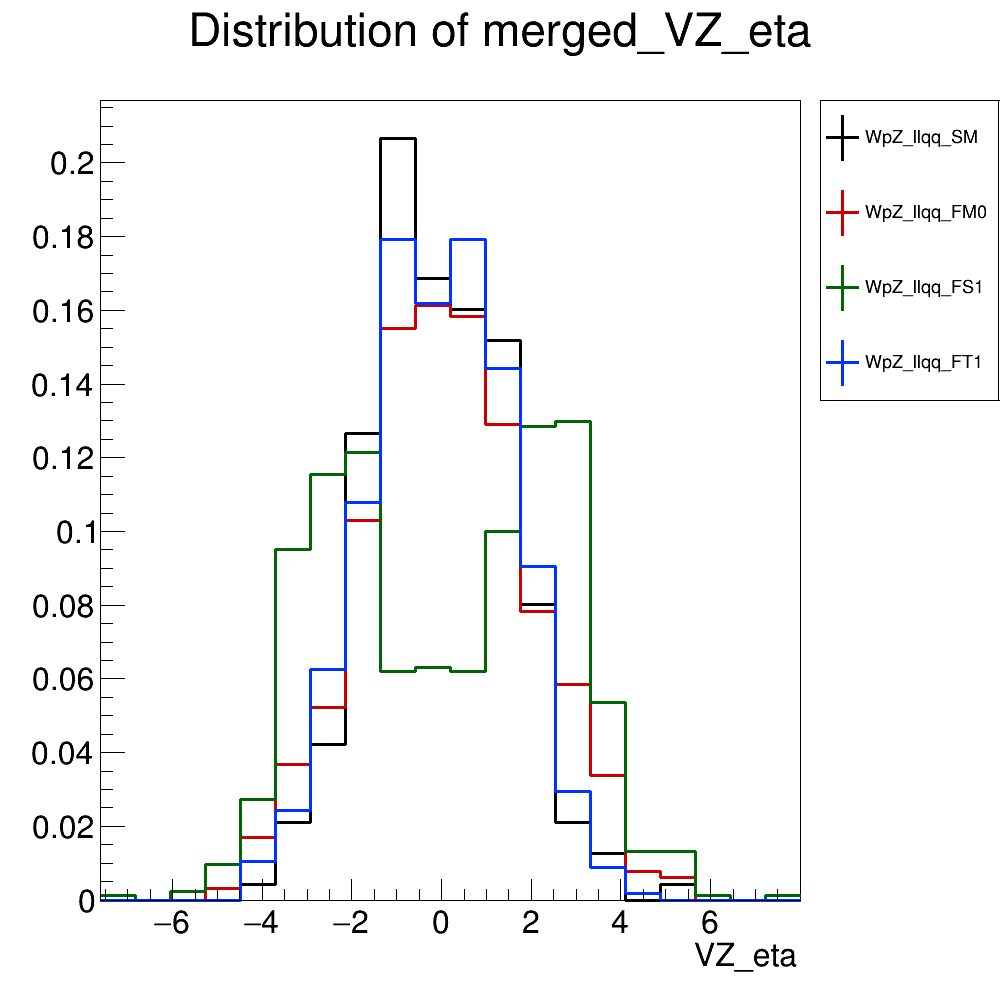 Distribution of merged_VZ_eta
WpZ_llqq_SM
WpZ_llqq_FM0
WpZ_llqq_FS1
WpZ_llqq_FT1
0.2
0.18
0.16
0.14
0.12
0.1
0.08
0.06
0.04
0.02
0
−6 −4 −2 0 2 4 6
VZ_eta